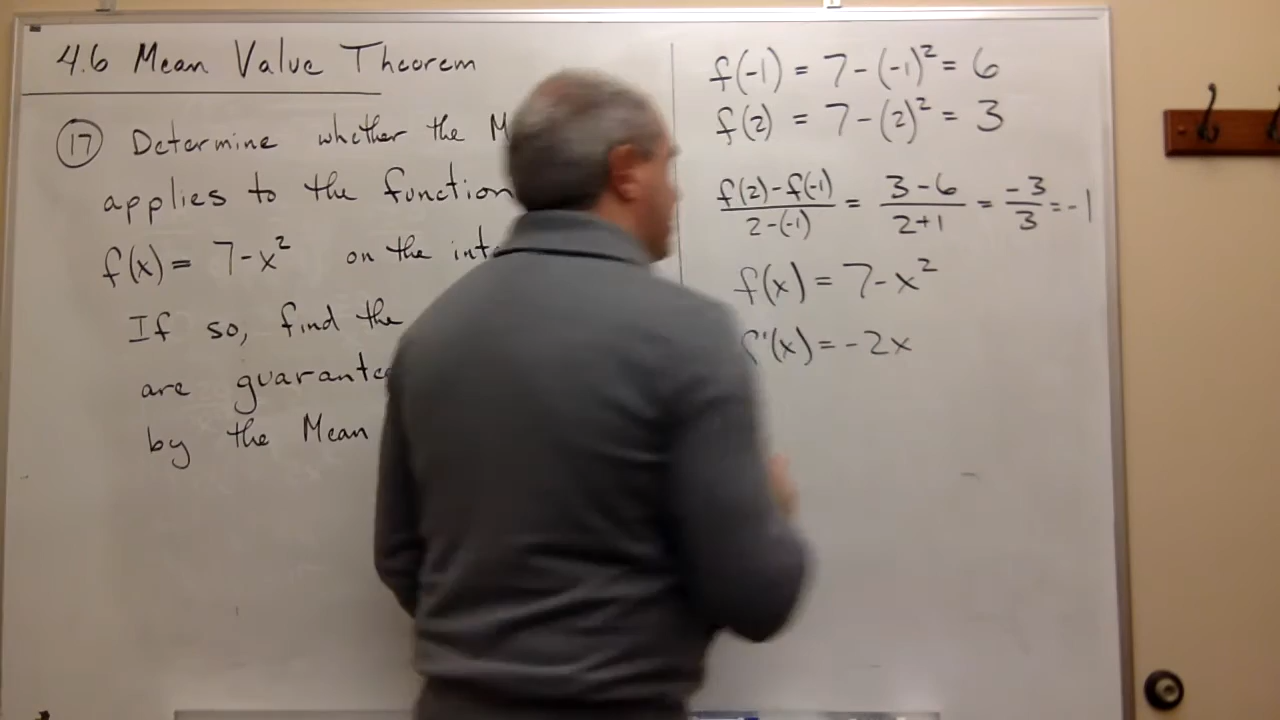 4.6 Mean Value Theorem
17 Determine whether the
applies to the function
f(x) = 7-x² on the
If so, find the
are
by the Mean
f(-1) = 7-(-1)² = 6
f(2) = 7-(2)² = 3
f(2)-f(-1)/2-(-1) = 3-6/2+1 = -3/3 = -1
f(x) = 7-x²
f'(x) = -2x